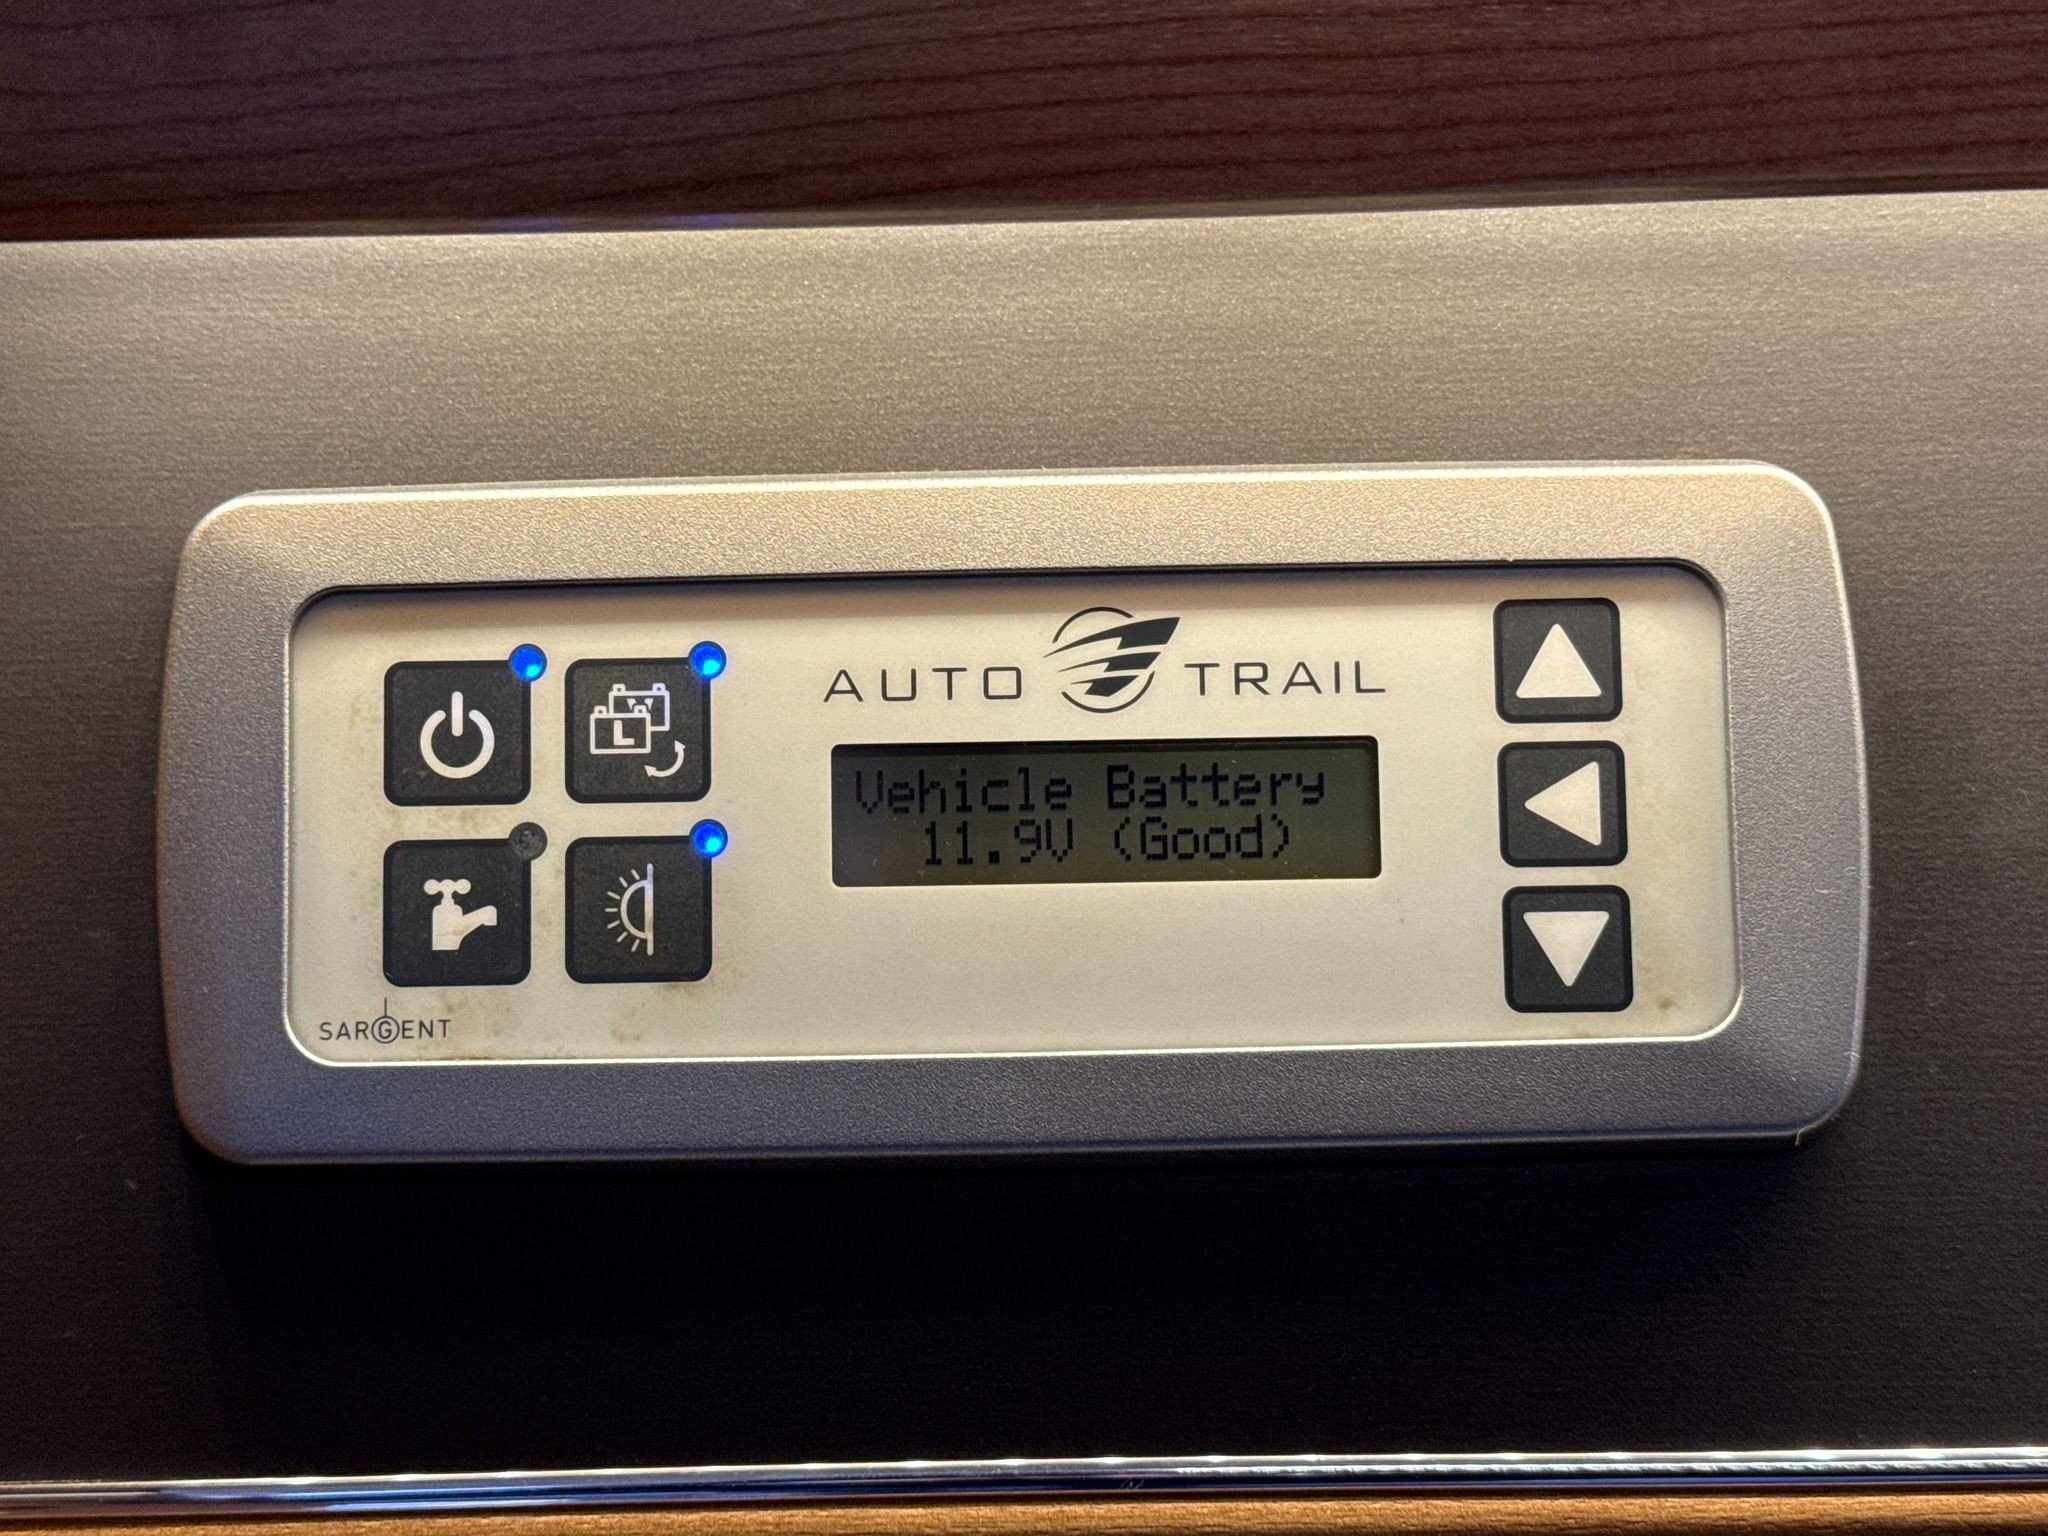 AUTO TRAIL
L
Vehicle Battery
11.9V (Good)
SARGENT